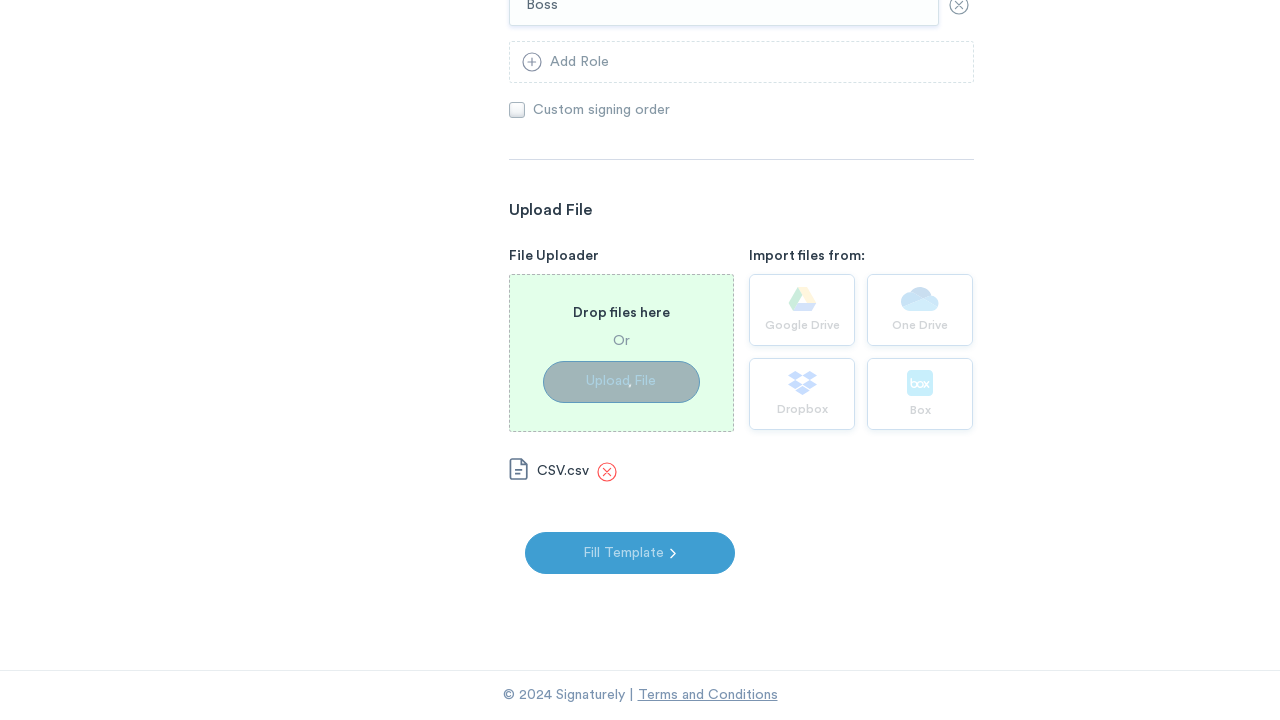 Boss
Add Role
Custom signing order
Upload File
File Uploader
Import files from:
Drop files here
Or
Upload File
Google Drive
One Drive
Dropbox
box
Box
CSV.csv
Fill Template
© 2024 Signaturely | Terms and Conditions